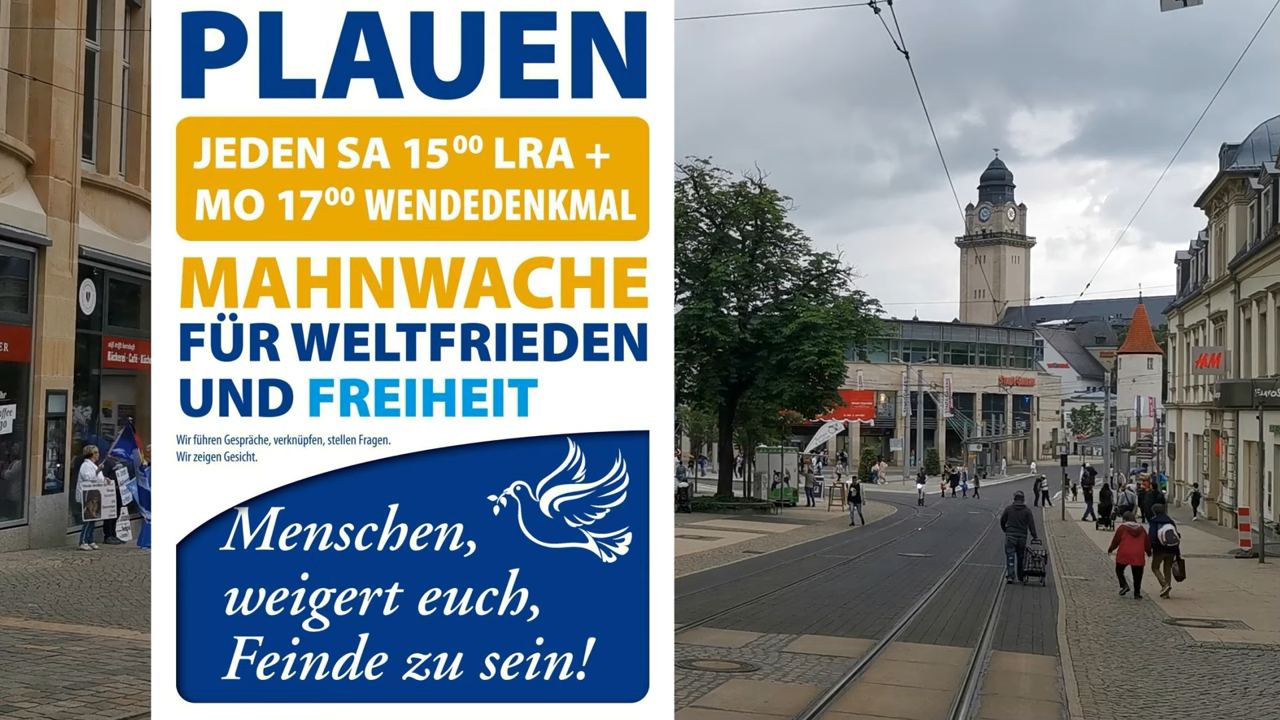 PLAUEN
JEDEN SA 15⁰⁰ LRA +
MO 17⁰⁰ WENDEDENKMAL
MAHNWACHE
FÜR WELTFRIEDEN
UND FREIHEIT
Wir führen Gespräche, verknüpfen, stellen Fragen.
Wir zeigen Gesicht.
Menschen,
weigert euch,
Feinde zu sein!
H&M